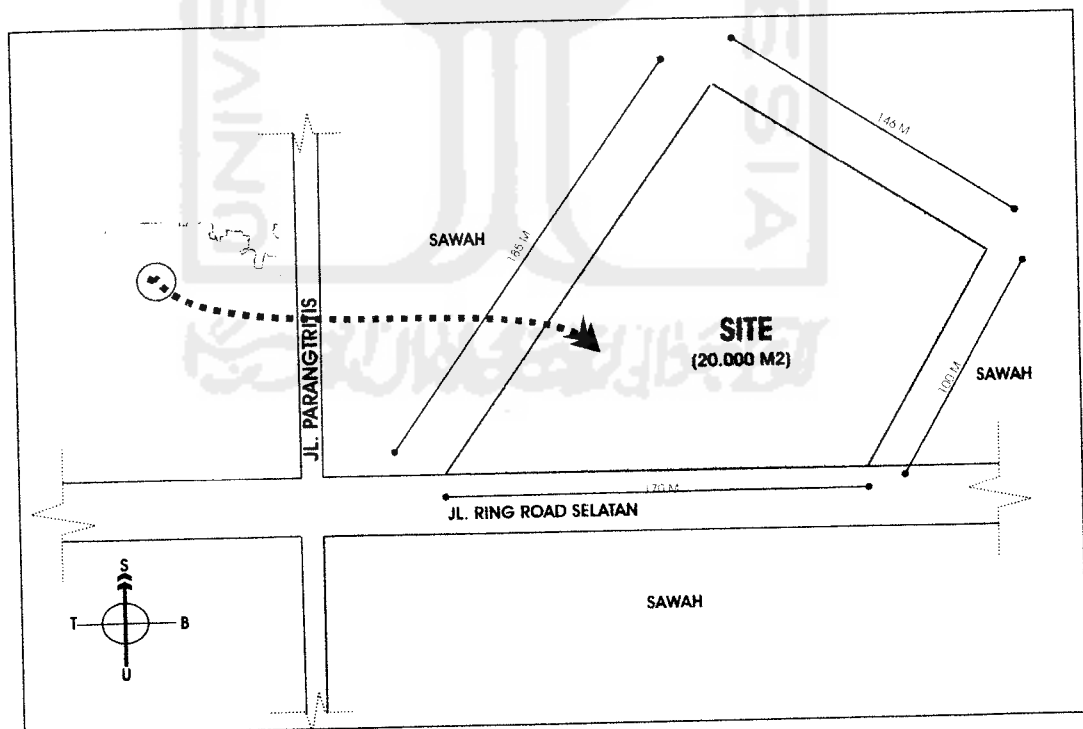 146 M
SAWAH
185 M
JL. PARANGTRITIS
SITE
(20.000 M2)
100 M
SAWAH
170 M
JL. RING ROAD SELATAN
SAWAH
S
T
B
U